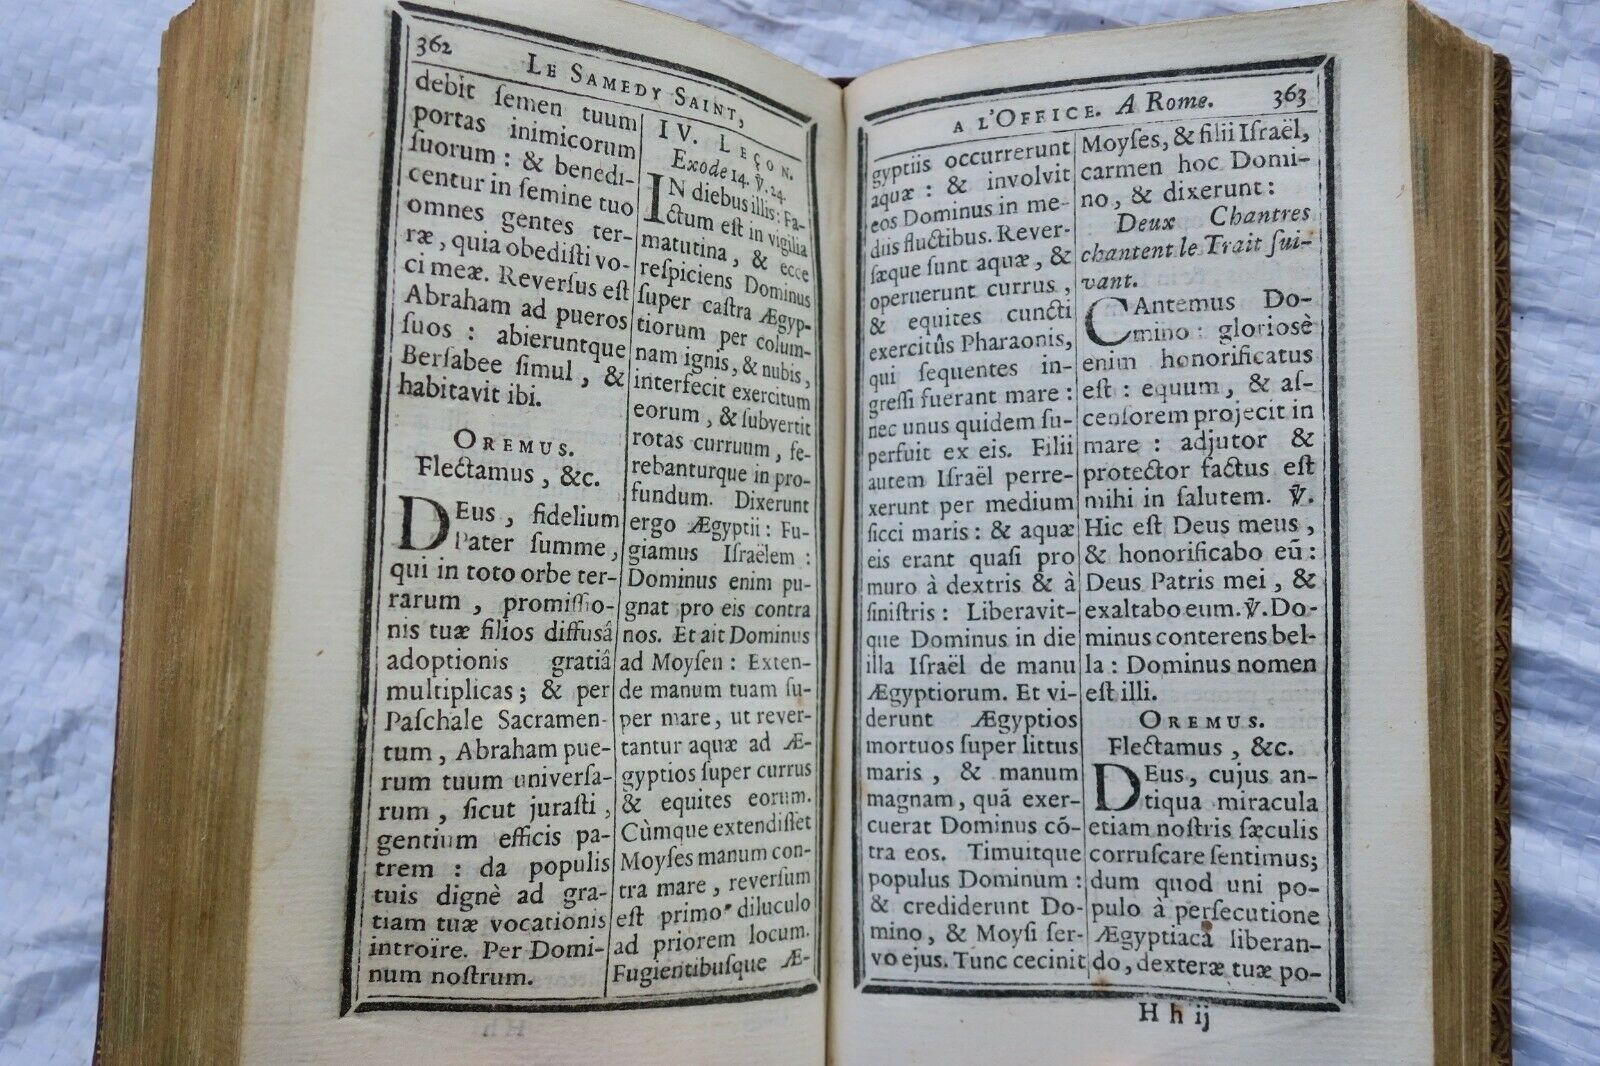 362
LE SAMEDY SAINT,
debit ſemen tuum
portas inimicorum
ſuorum : & benedi-
centur in ſemine tuo
omnes gentes ter-
ræ, quia obediſti vo-
ci meæ. Reverſus eſt
Abraham ad pueros
ſuos : abieruntque
Berſabee ſimul , &
habitavit ibi.
OREMUS.
Flectamus , &c.
DEus , fidelium
Pater ſumme,
qui in toto orbe ter-
rarum , promiſſio-
nis tuæ filios diffusâ
adoptionis gratiâ
multiplicas; & per
Paſchale Sacramen-
tum, Abraham pue-
rum tuum univerſa-
rum, ſicut juraſti,
gentium efficis pa-
trem : da populis
tuis dignè ad gra-
tiam tuæ vocationis
introïre. Per Domi-
num noſtrum.
IV. LEÇON.
Exode 14. ℣. 24.
IN diebus illis: Fa-
ctum eſt in vigilia
matutina, & ecce
reſpiciens Dominus
ſuper caſtra Ægyp-
tiorum per colum-
nam ignis, & nubis,
interfecit exercitum
eorum, & ſubvertit
rotas curruum, fe-
rebanturque in pro-
fundum. Dixerunt
ergo Ægyptii: Fu-
giamus Iſraëlem :
Dominus enim pu-
gnat pro eis contra
nos. Et ait Dominus
ad Moyſen: Exten-
de manum tuam ſu-
per mare, ut rever-
tantur aquæ ad Æ-
gyptios ſuper currus
& equites eorum.
Cùmque extendiſſet
Moyſes manum con-
tra mare, reverſum
eſt primo diluculo
ad priorem locum.
Fugientibuſque Æ-
A L'OFFICE. A Rome.
363
gyptiis occurrerunt
aquæ : & involvit
eos Dominus in me-
diis fluctibus. Rever-
ſæque ſunt aquæ, &
operuerunt currus,
& equites cuncti
exercitûs Pharaonis,
qui ſequentes in-
greſſi fuerant mare :
nec unus quidem ſu-
perfuit ex eis. Filii
autem Iſraël perre-
xerunt per medium
ſicci maris : & aquæ
eis erant quaſi pro
muro à dextris & à
ſiniſtris : Liberavit-
que Dominus in die
illa Iſraël de manu
Ægyptiorum. Et vi-
derunt Ægyptios
mortuos ſuper littus
maris, & manum
magnam, quã exer-
cuerat Dominus cõ-
tra eos. Timuitque
populus Dominum :
& crediderunt Do-
mino, & Moyſi ſer-
vo ejus. Tunc cecinit
Moyſes, & filii Iſraël,
carmen hoc Domi-
no, & dixerunt :
Deux Chantres
chantent le Trait ſui-
vant.
CAntemus Do-
mino : glorioſè
enim honorificatus
eſt : equum, & aſ-
cenſorem projecit in
mare : adjutor &
protector factus eſt
mihi in ſalutem. ℣.
Hic eſt Deus meus,
& honorificabo eũ :
Deus Patris mei, &
exaltabo eum. ℣. Do-
minus conterens bel-
la : Dominus nomen
eſt illi.
OREMUS.
Flectamus, &c.
DEus, cujus an-
tiqua miracula
etiam noſtris ſæculis
corruſcare ſentimus;
dum quod uni po-
pulo à perſecutione
Ægyptiacâ liberan-
do, dexteræ tuæ po-
H h ij